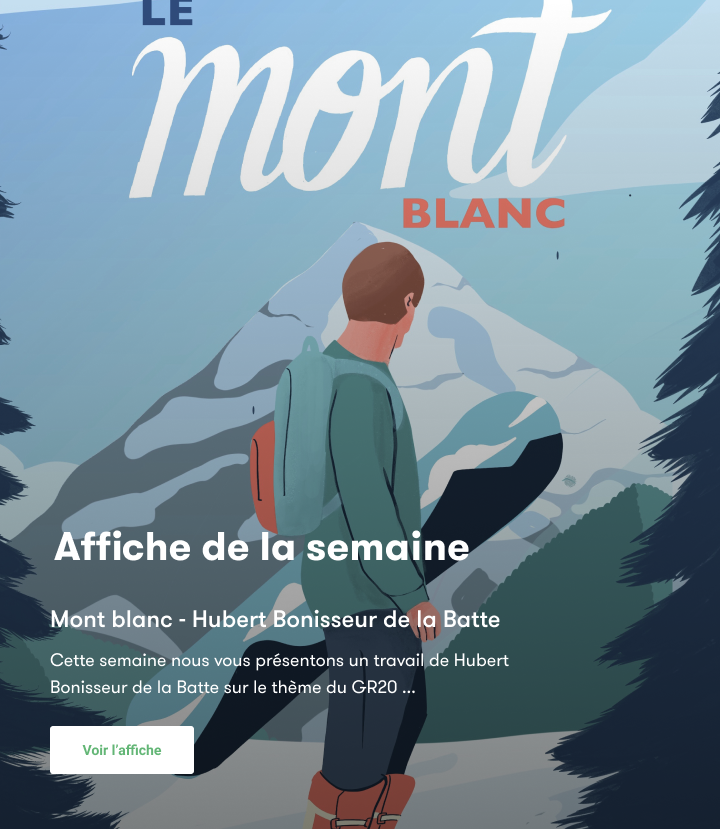 LE
mont
BLANC
Affiche de la semaine
Mont blanc - Hubert Bonisseur de la Batte
Cette semaine nous vous présentons un travail de Hubert
Bonisseur de la Batte sur le thème du GR20 ...
Voir l’affiche